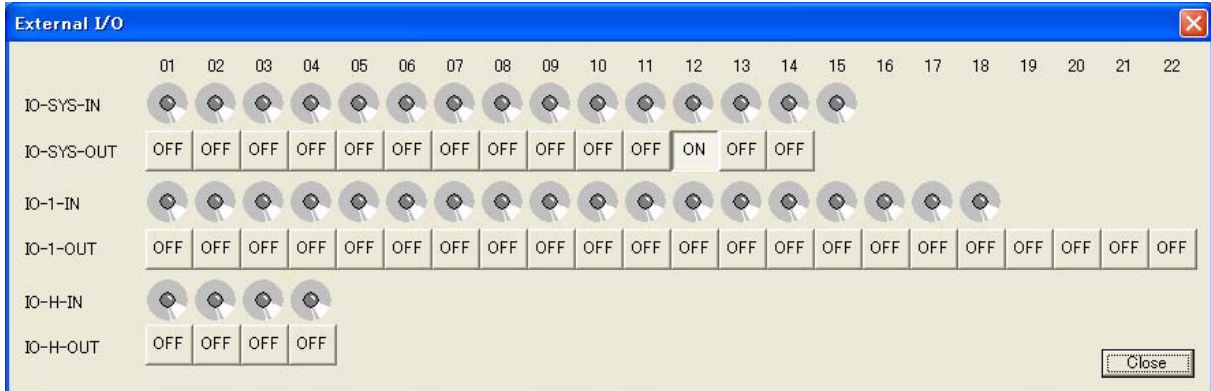 External I/O
01 02 03 04 05 06 07 08 09 10 11 12 13 14 15 16 17 18 19 20 21 22
IO-SYS-IN
IO-SYS-OUT OFF OFF OFF OFF OFF OFF OFF OFF OFF OFF OFF ON OFF OFF
IO-1-IN
IO-1-OUT OFF OFF OFF OFF OFF OFF OFF OFF OFF OFF OFF OFF OFF OFF OFF OFF OFF OFF OFF OFF OFF OFF
IO-H-IN
IO-H-OUT OFF OFF OFF OFF
Close